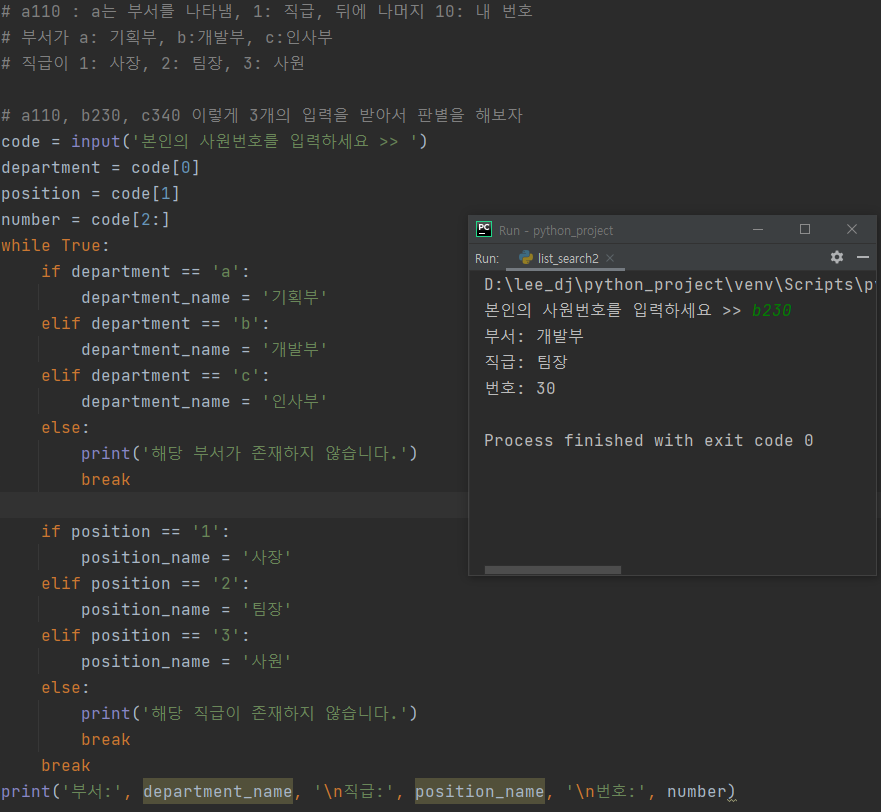 # a110 : a는 부서를 나타냄, 1: 직급, 뒤에 나머지 10: 내 번호
# 부서가 a: 기획부, b:개발부, c:인사부
# 직급이 1: 사장, 2: 팀장, 3: 사원
# a110, b230, c340 이렇게 3개의 입력을 받아서 판별을 해보자
code = input('본인의 사원번호를 입력하세요 >> ')
department = code[0]
position = code[1]
number = code[2:]
while True:
    if department == 'a':
        department_name = '기획부'
    elif department == 'b':
        department_name = '개발부'
    elif department == 'c':
        department_name = '인사부'
    else:
        print('해당 부서가 존재하지 않습니다.')
        break
    if position == '1':
        position_name = '사장'
    elif position == '2':
        position_name = '팀장'
    elif position == '3':
        position_name = '사원'
    else:
        print('해당 직급이 존재하지 않습니다.')
        break
    break
print('부서:', department_name, '\n직급:', position_name, '\n번호:', number)
PC Run - python_project
Run: list_search2
D:\lee_dj\python_project\venv\Scripts\p
본인의 사원번호를 입력하세요 >> b230
부서: 개발부
직급: 팀장
번호: 30
Process finished with exit code 0